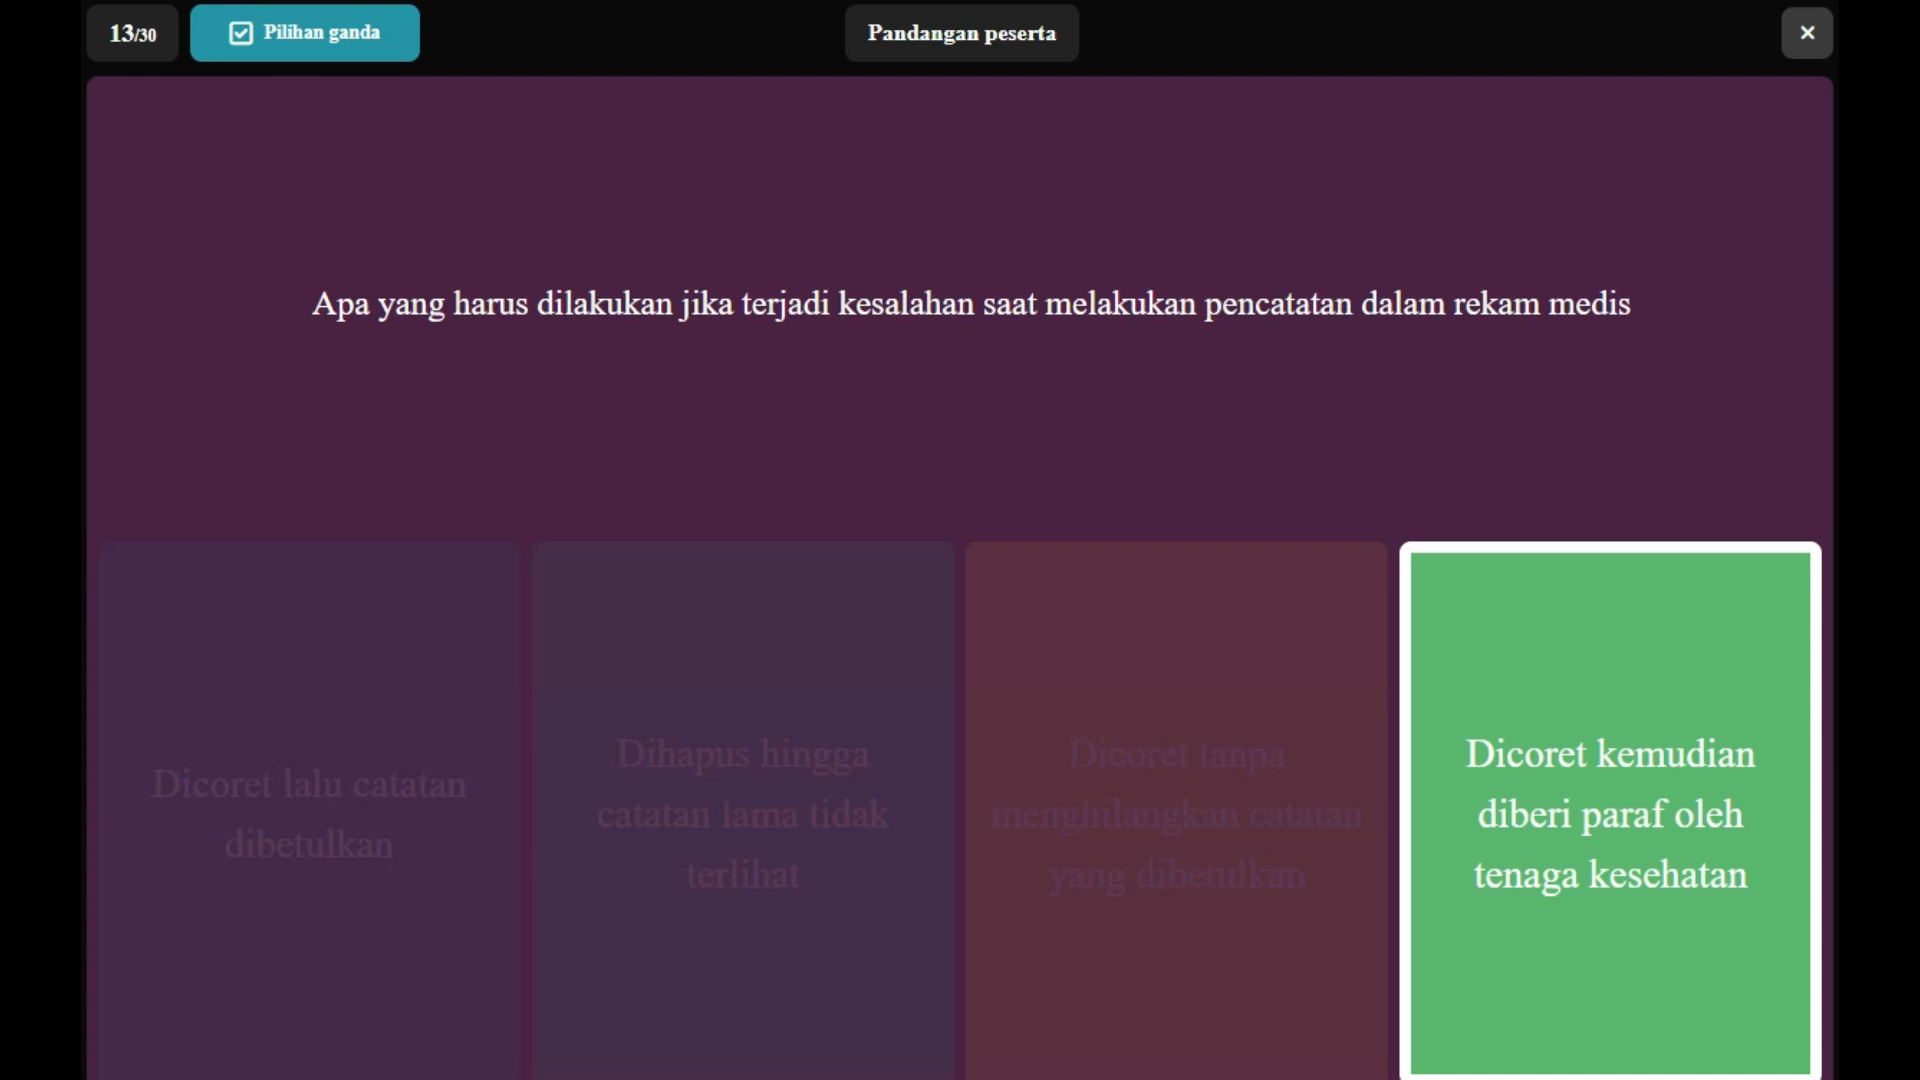 13/30
Pilihan ganda
Pandangan peserta
Apa yang harus dilakukan jika terjadi kesalahan saat melakukan pencatatan dalam rekam medis
Dicoret lalu catatan
dibetulkan
Dihapus hingga
catatan lama tidak
terlihat
Dicoret tanpa
menghilangkan catatan
yang dibetulkan
Dicoret kemudian
diberi paraf oleh
tenaga kesehatan